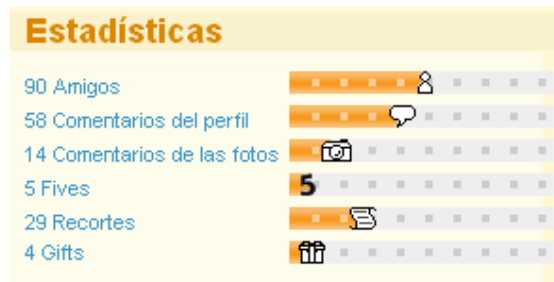 Estadísticas
90 Amigos
58 Comentarios del perfil
14 Comentarios de las fotos
5 Fives
5
29 Recortes
4 Gifts